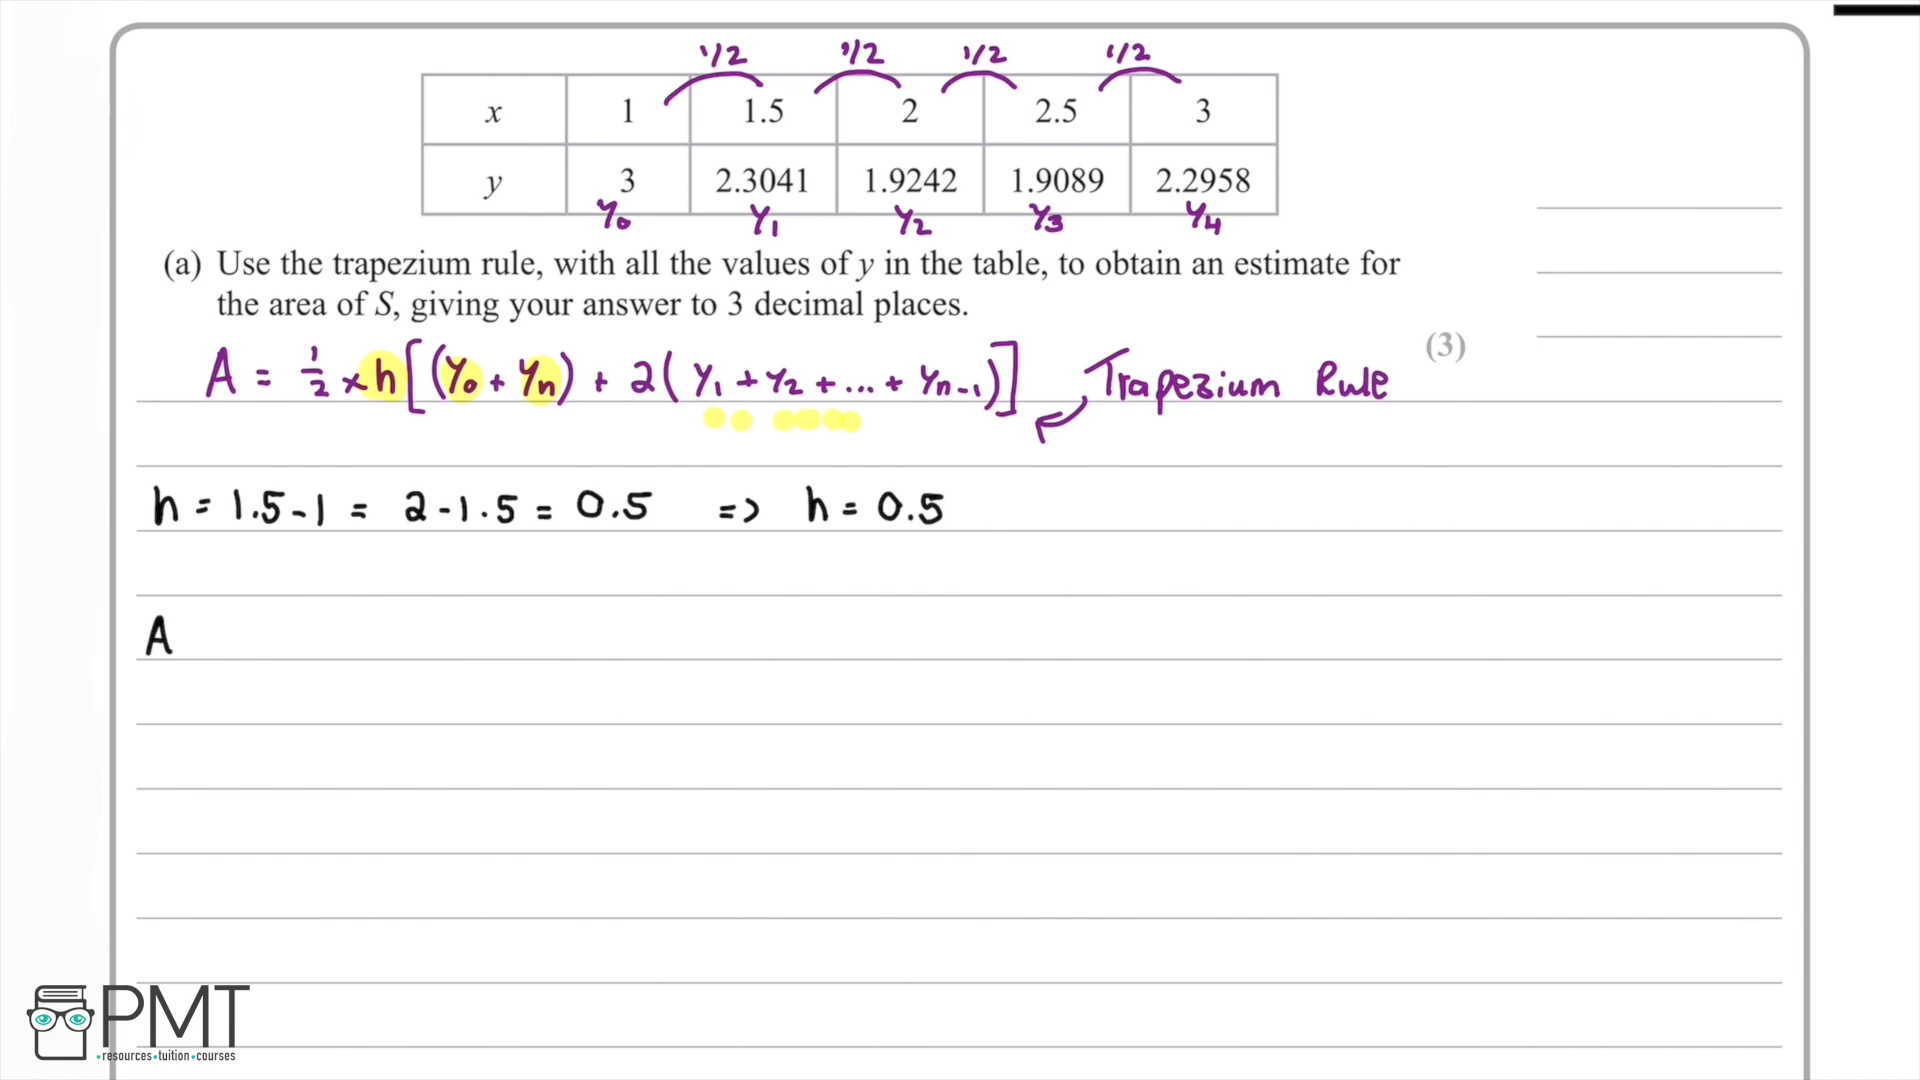 1/2 1/2 1/2 1/2
x 1 1.5 2 2.5 3
y 3 2.3041 1.9242 1.9089 2.2958
y₀ y₁ y₂ y₃ y₄
(a) Use the trapezium rule, with all the values of y in the table, to obtain an estimate for
the area of S, giving your answer to 3 decimal places.
(3)
A = ½ × h[(y₀ + yₙ) + 2(y₁ + y₂ + ... + yₙ₋₁)] Trapezium Rule
h = 1.5 - 1 = 2 - 1.5 = 0.5 => h = 0.5
A
PMT
•resources•tuition•courses